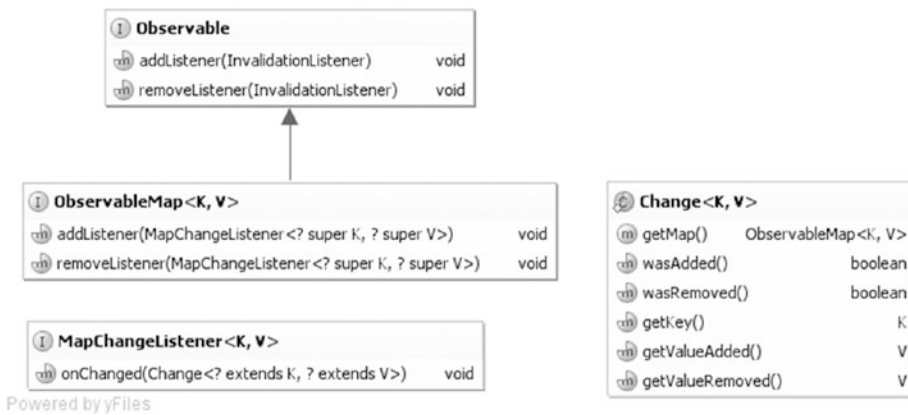 Observable
addListener(InvalidationListener) void
removeListener(InvalidationListener) void
ObservableMap<K, V>
addListener(MapChangeListener<? super K, ? super V>) void
removeListener(MapChangeListener<? super K, ? super V>) void
MapChangeListener<K, V>
onChanged(Change<? extends K, ? extends V>) void
Change<K, V>
getMap() ObservableMap<K, V>
wasAdded() boolean
wasRemoved() boolean
getKey() K
getValueAdded() V
getValueRemoved() V
Powered by yFiles